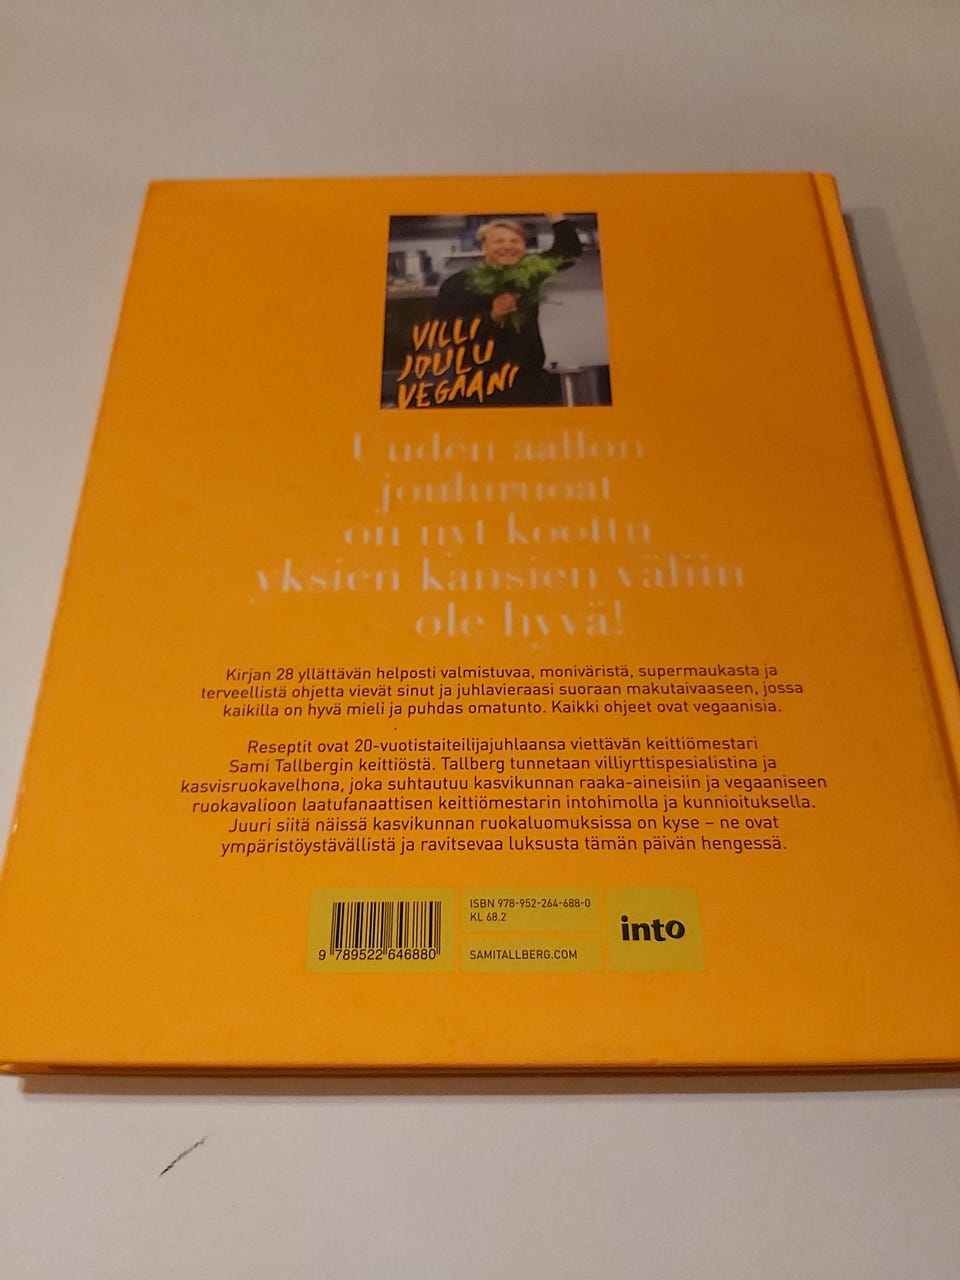 VILLI
JOULU
VEGAANI
Uuden aallon
jouluruoat
on nyt koottu
yksien kansien väliin
– ole hyvä!
Kirjan 28 yllättävän helposti valmistuvaa, moniväristä, supermaukasta ja
terveellistä ohjetta vievät sinut ja juhlavieraasi suoraan makutaivaaseen, jossa
kaikilla on hyvä mieli ja puhdas omatunto. Kaikki ohjeet ovat vegaanisia.
Reseptit ovat 20-vuotistaiteilijajuhlaansa viettävän keittiömestari
Sami Tallbergin keittiöstä. Tallberg tunnetaan villiyrttispesialistina ja
kasvisruokavelhona, joka suhtautuu kasvikunnan raaka-aineisiin ja vegaaniseen
ruokavalioon laatufanaattisen keittiömestarin intohimolla ja kunnioituksella.
Juuri siitä näissä kasvikunnan ruokaluomuksissa on kyse – ne ovat
ympäristöystävällistä ja ravitsevaa luksusta tämän päivän hengessä.
ISBN 978-952-264-688-0
KL 68.2
9 789522 646880
SAMITALLBERG.COM
into